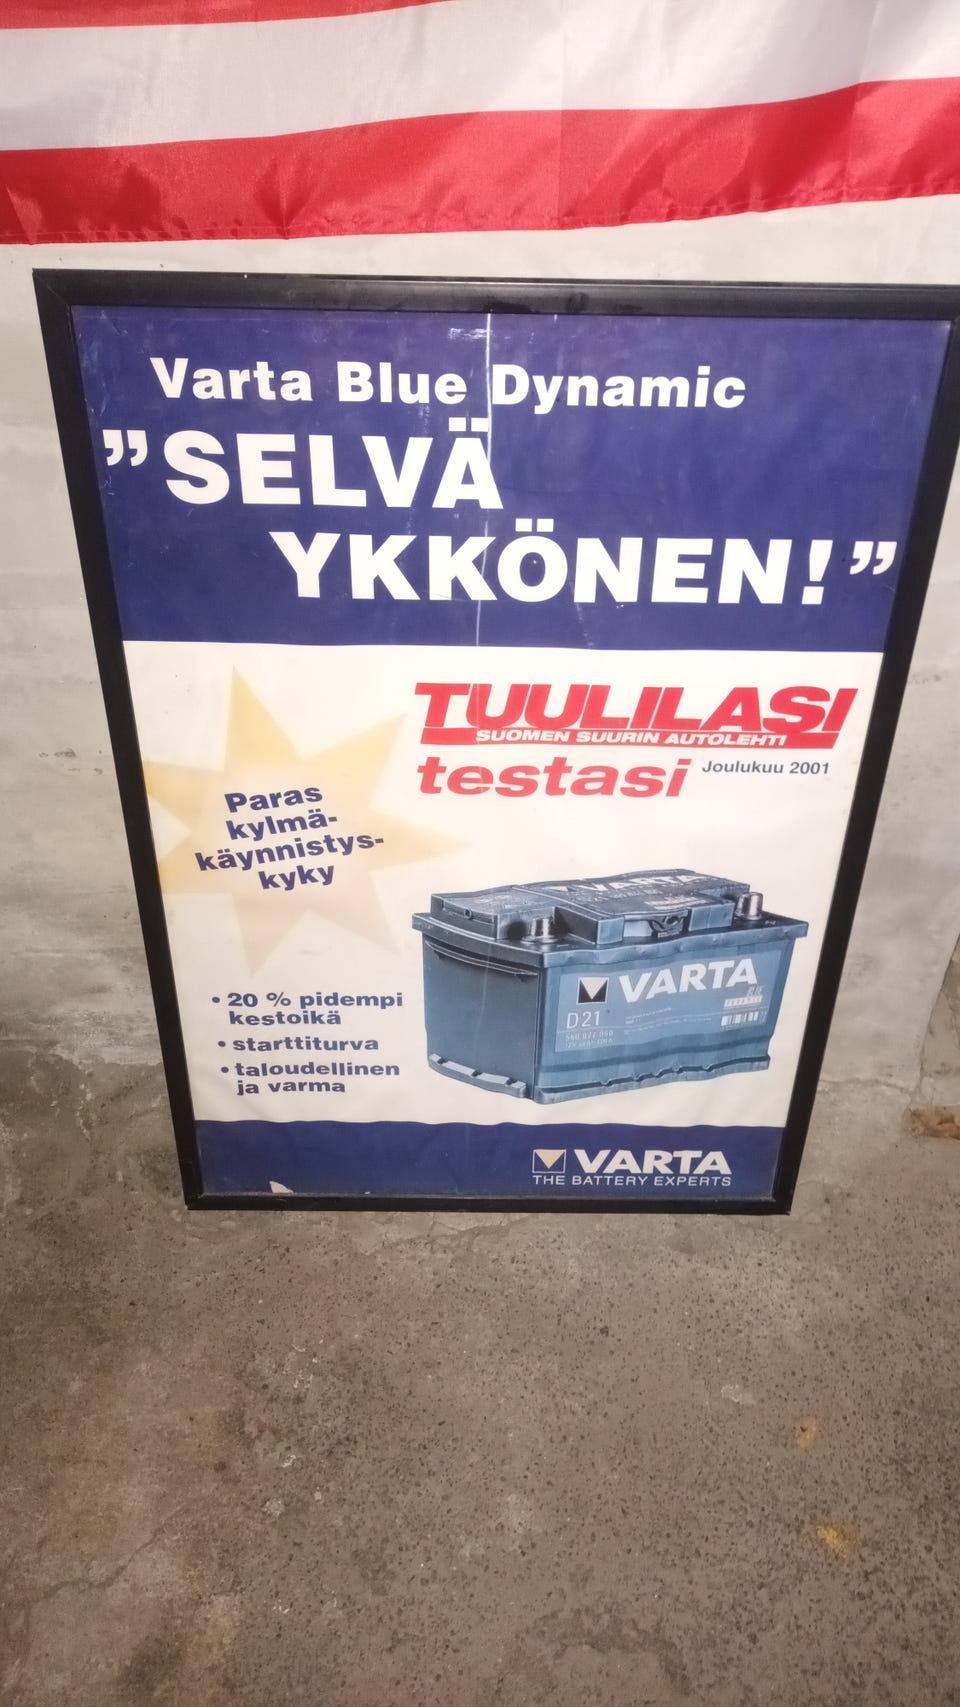 Varta Blue Dynamic
”SELVÄ
YKKÖNEN!”
TUULILASI
SUOMEN SUURIN AUTOLEHTI
testasi Joulukuu 2001
Paras
kylmä-
käynnistys-
kyky
• 20 % pidempi
kestoikä
• starttiturva
• taloudellinen
ja varma
VARTA
VARTA
D21
VARTA
THE BATTERY EXPERTS